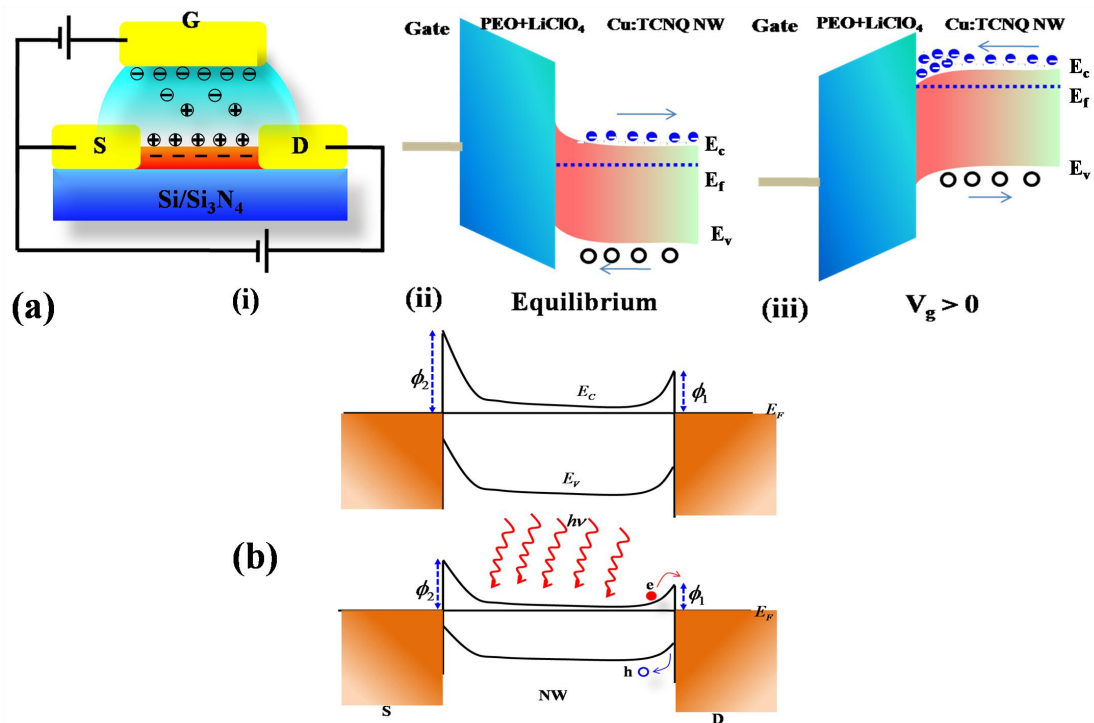 G
S
D
Si/Si3N4
(a)
(i)
Gate
PEO+LiClO4
Cu:TCNQ NW
Ec
Ef
Ev
(ii)
Equilibrium
Gate
PEO+LiClO4
Cu:TCNQ NW
Ec
Ef
Ev
(iii)
Vg > 0
ϕ2
EC
ϕ1
EF
EV
(b)
hν
ϕ2
e
ϕ1
EF
h
NW
S
D